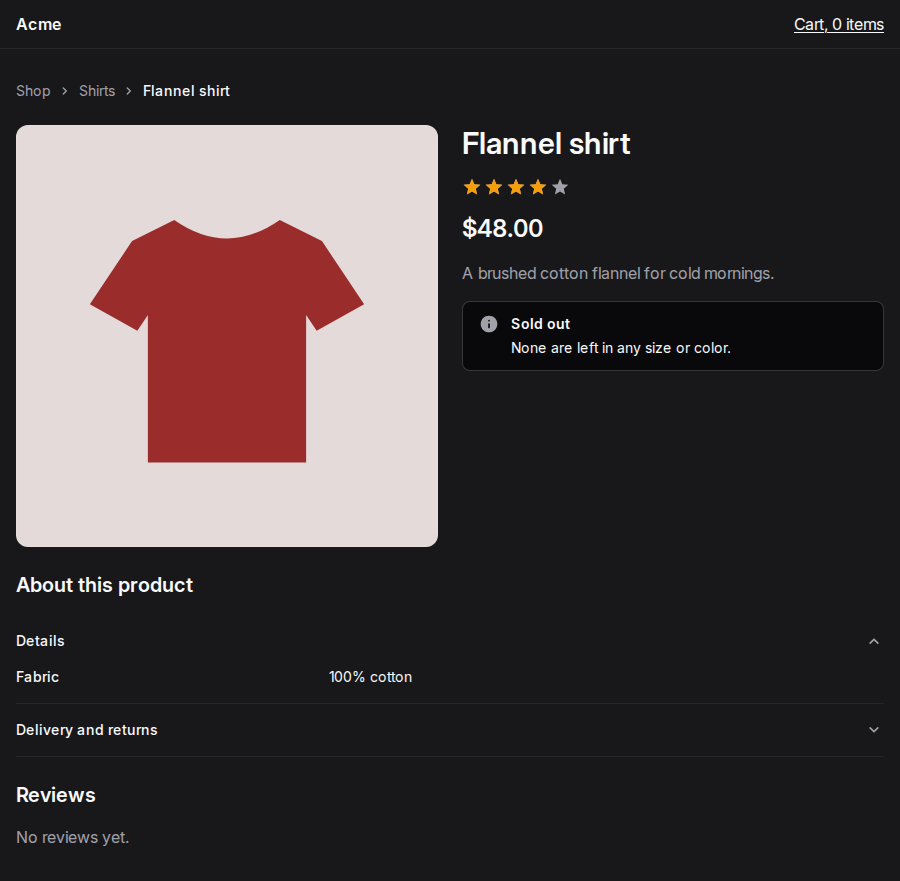 Acme
Cart, 0 items
Shop
Shirts
Flannel shirt
Flannel shirt
$48.00
A brushed cotton flannel for cold mornings.
Sold out
None are left in any size or color.
About this product
Details
Fabric
100% cotton
Delivery and returns
Reviews
No reviews yet.